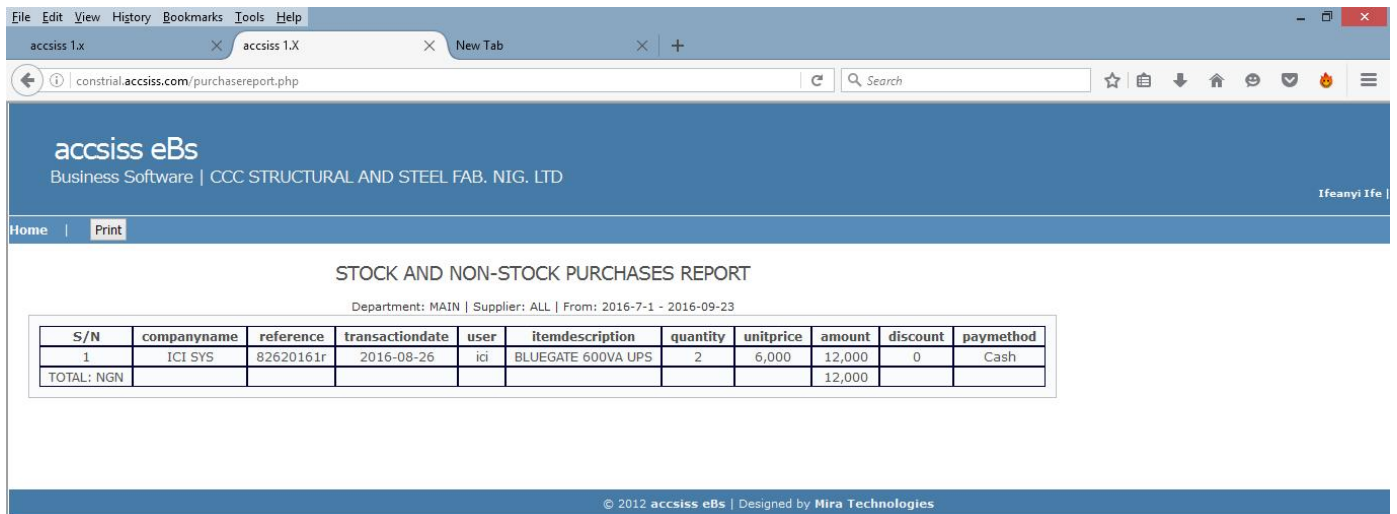 File Edit View History Bookmarks Tools Help
accsiss 1.x accsiss 1.X New Tab
constrial.accsiss.com/purchasereport.php Search
accsiss eBs
Business Software | CCC STRUCTURAL AND STEEL FAB. NIG. LTD
Ifeanyi Ife |
Home | Print
STOCK AND NON-STOCK PURCHASES REPORT
Department: MAIN | Supplier: ALL | From: 2016-7-1 - 2016-09-23
S/N companyname reference transactiondate user itemdescription quantity unitprice amount discount paymethod
1 ICI SYS 82620161r 2016-08-26 ici BLUEGATE 600VA UPS 2 6,000 12,000 0 Cash
TOTAL: NGN 12,000
© 2012 accsiss eBs | Designed by Mira Technologies